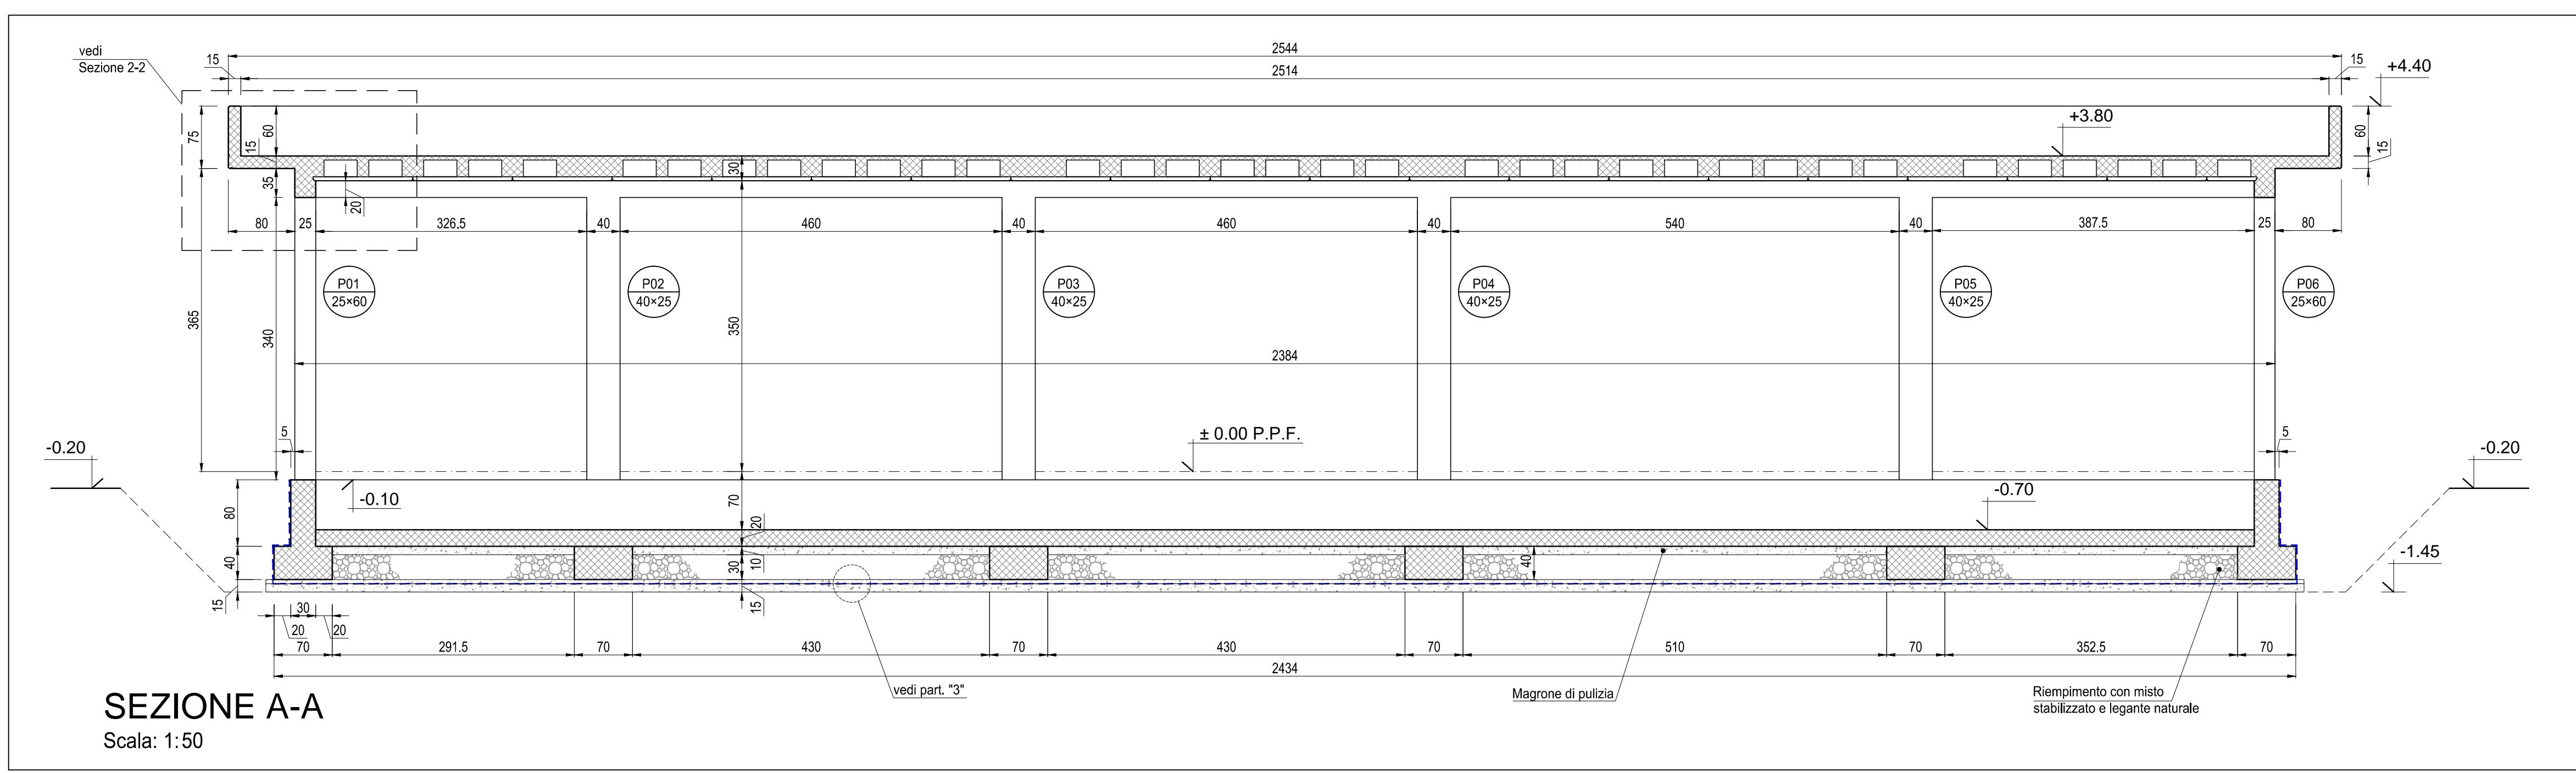 vedi
Sezione 2-2
2544
15 2514 15
+4.40
+3.80
75 60 15 30 60 15
35 20
80 25 326.5 40 460 40 460 40 540 40 387.5 25 80
P01
25×60
P02
40×25
P03
40×25
P04
40×25
P05
40×25
P06
25×60
365 340 350
2384
± 0.00 P.P.F.
-0.20 5 5 -0.20
-0.10 70 -0.70
80 20
40 30 10 40 -1.45
15 15
30
20 20
70 291.5 70 430 70 430 70 510 70 352.5 70
2434
vedi part. "3"
Magrone di pulizia
Riempimento con misto
stabilizzato e legante naturale
SEZIONE A-A
Scala: 1:50